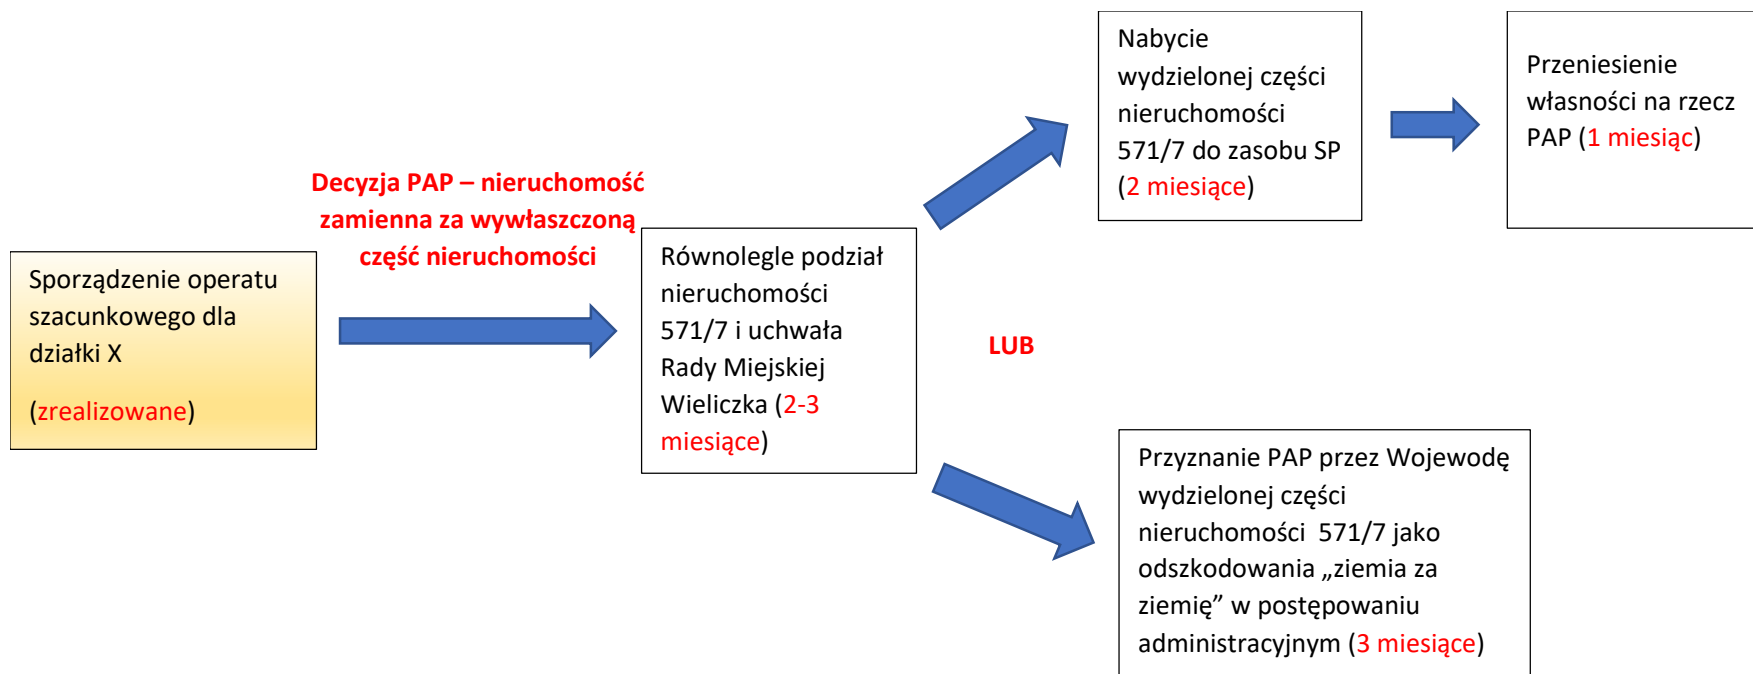 Sporządzenie operatu
szacunkowego dla
działki X
(zrealizowane)
Decyzja PAP – nieruchomość
zamienna za wywłaszczoną
część nieruchomości
Równolegle podział
nieruchomości
571/7 i uchwała
Rady Miejskiej
Wieliczka (2-3
miesiące)
Nabycie
wydzielonej części
nieruchomości
571/7 do zasobu SP
(2 miesiące)
Przeniesienie
własności na rzecz
PAP (1 miesiąc)
LUB
Przyznanie PAP przez Wojewodę
wydzielonej części
nieruchomości 571/7 jako
odszkodowania „ziemia za
ziemię” w postępowaniu
administracyjnym (3 miesiące)